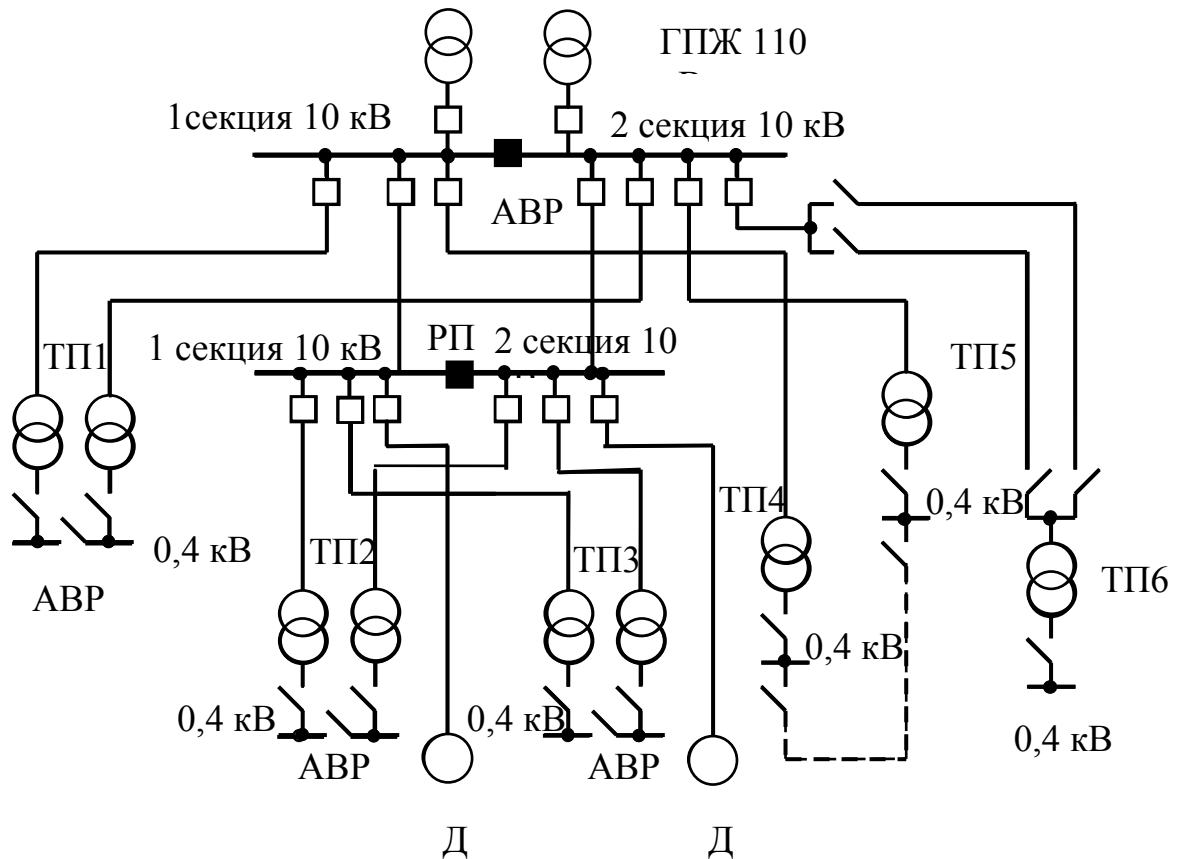 ГПЖ 110
1секция 10 кВ
2 секция 10 кВ
АВР
1 секция 10 кВ
РП
2 секция 10
ТП1
ТП5
ТП4
0,4 кВ
0,4 кВ
ТП2
ТП3
ТП6
АВР
0,4 кВ
0,4 кВ
0,4 кВ
0,4 кВ
АВР
АВР
Д
Д